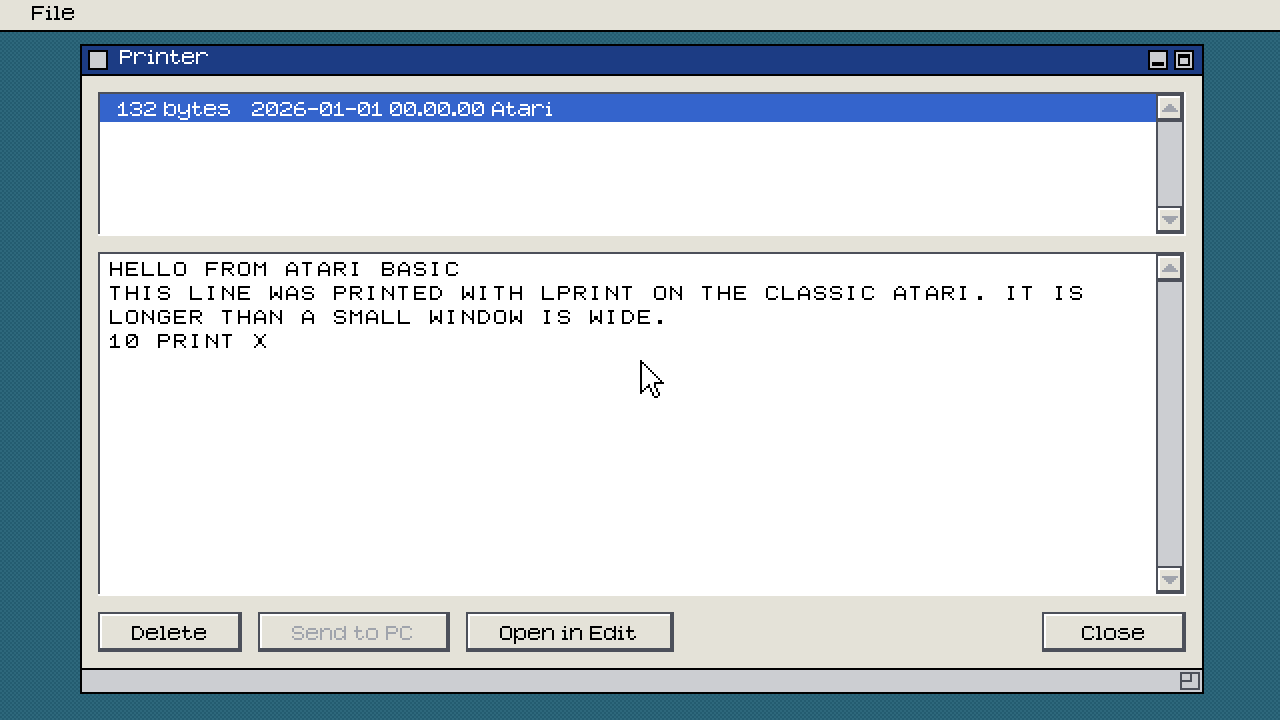 File
Printer
132 bytes 2026-01-01 00.00.00 Atari
HELLO FROM ATARI BASIC
THIS LINE WAS PRINTED WITH LPRINT ON THE CLASSIC ATARI. IT IS
LONGER THAN A SMALL WINDOW IS WIDE.
10 PRINT X
Delete
Send to PC
Open in Edit
Close